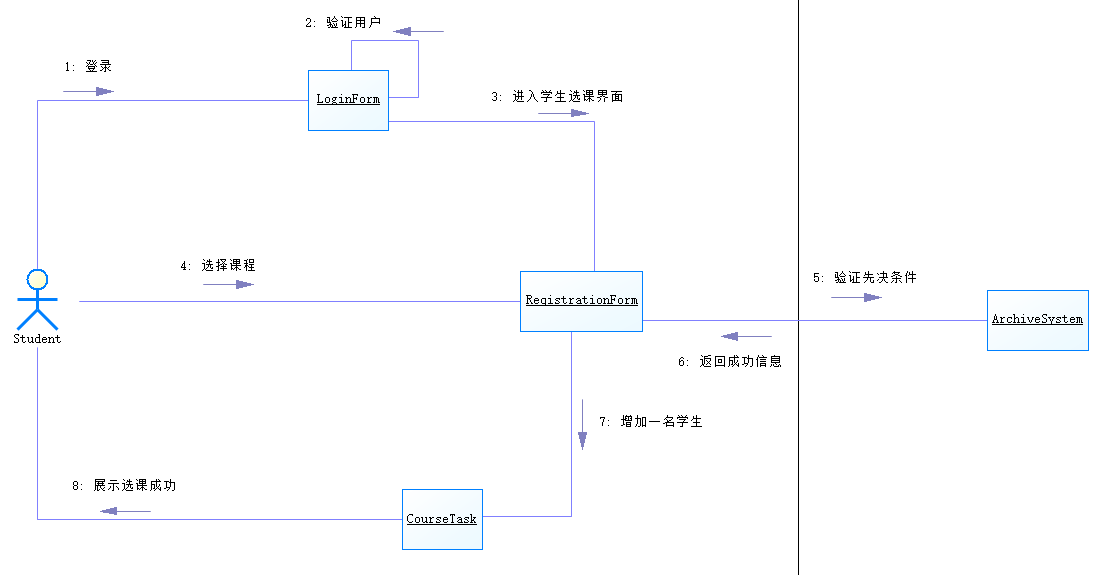 2: 验证用户
1: 登录
LoginForm
3: 进入学生选课界面
4: 选择课程
5: 验证先决条件
Student
RegistrationForm
ArchiveSystem
6: 返回成功信息
7: 增加一名学生
8: 展示选课成功
CourseTask